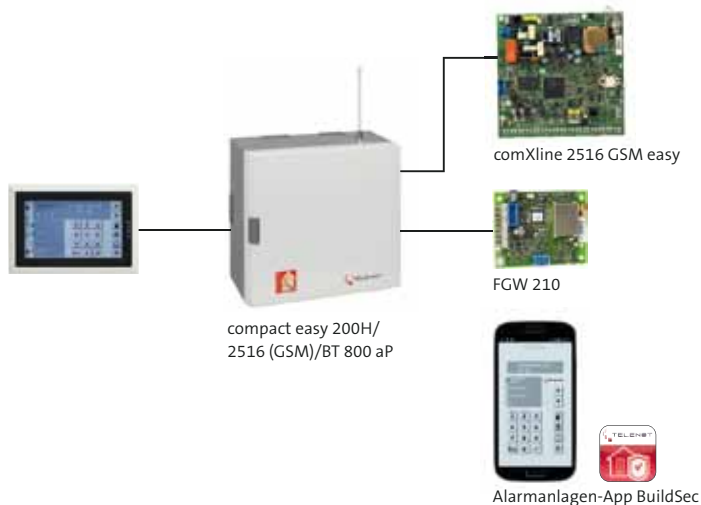 comXline 2516 GSM easy
FGW 210
compact easy 200H/
2516 (GSM)/BT 800 aP
TELENOT
Alarmanlagen-App BuildSec